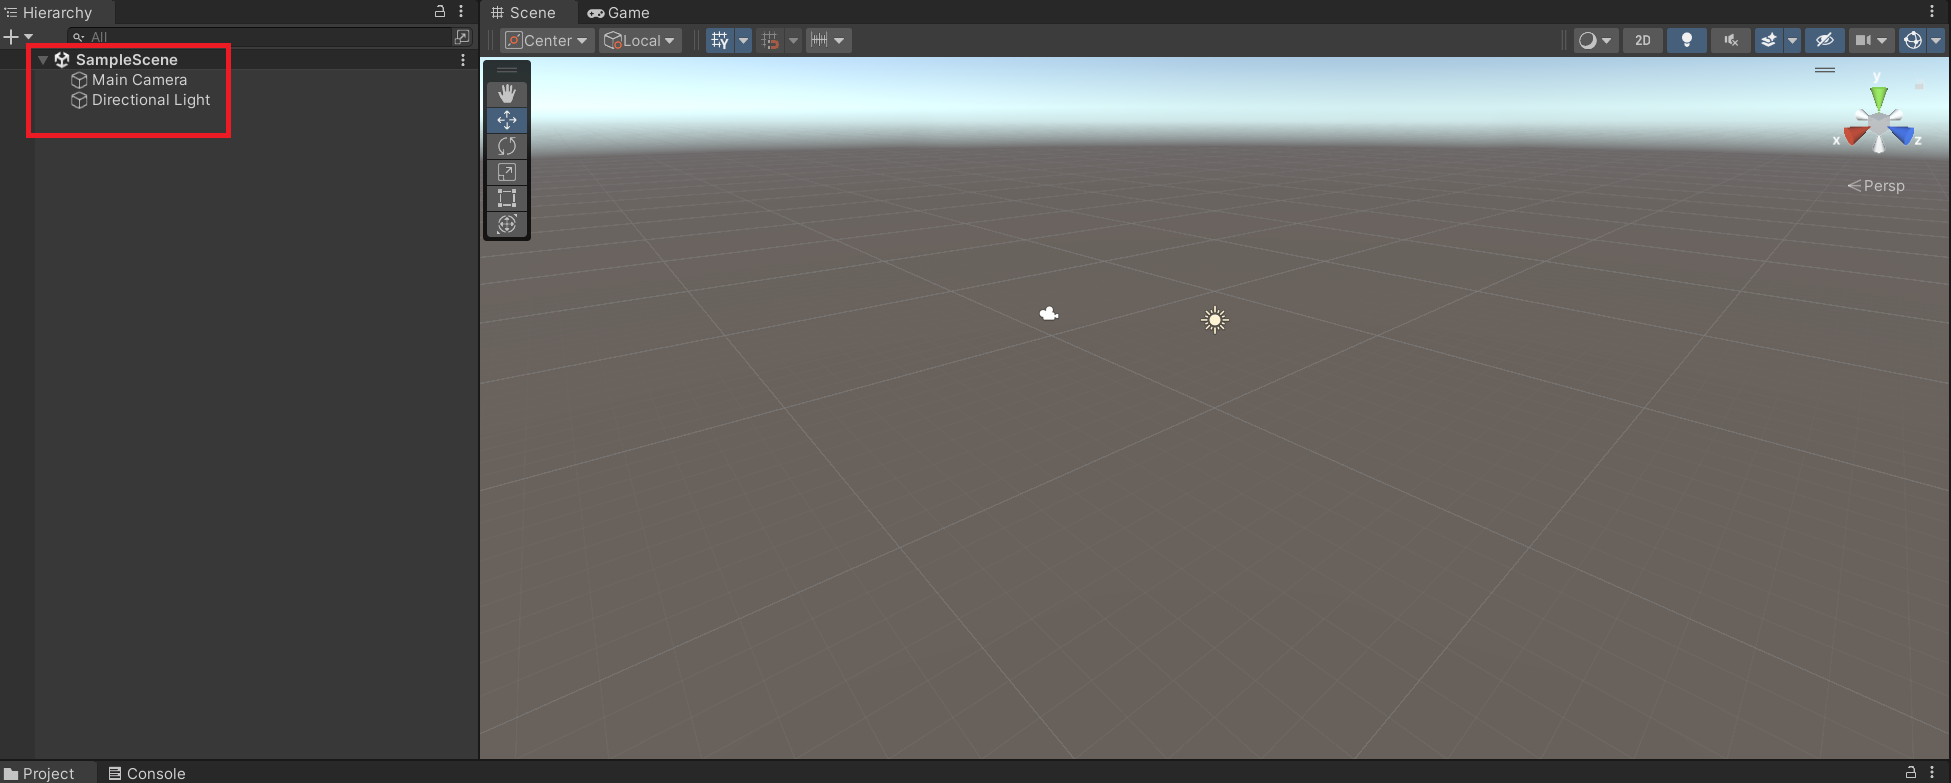 Hierarchy
All
SampleScene
Main Camera
Directional Light
Scene
Game
Center
Local
2D
y
x
z
Persp
Project
Console